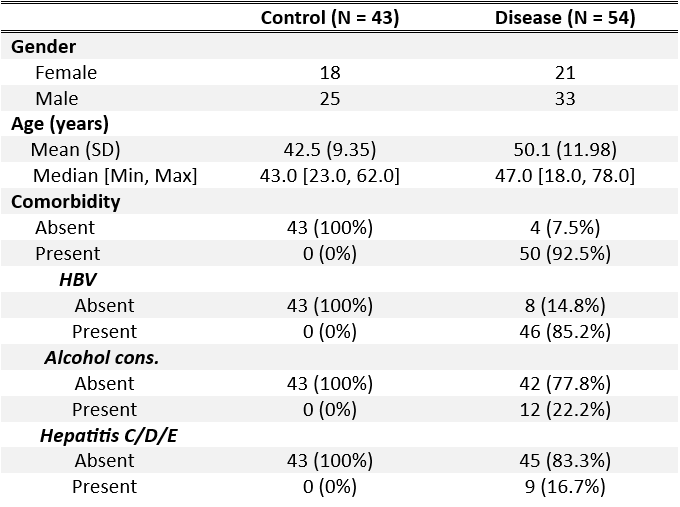 Control (N = 43) Disease (N = 54)
Gender
Female 18 21
Male 25 33
Age (years)
Mean (SD) 42.5 (9.35) 50.1 (11.98)
Median [Min, Max] 43.0 [23.0, 62.0] 47.0 [18.0, 78.0]
Comorbidity
Absent 43 (100%) 4 (7.5%)
Present 0 (0%) 50 (92.5%)
HBV
Absent 43 (100%) 8 (14.8%)
Present 0 (0%) 46 (85.2%)
Alcohol cons.
Absent 43 (100%) 42 (77.8%)
Present 0 (0%) 12 (22.2%)
Hepatitis C/D/E
Absent 43 (100%) 45 (83.3%)
Present 0 (0%) 9 (16.7%)